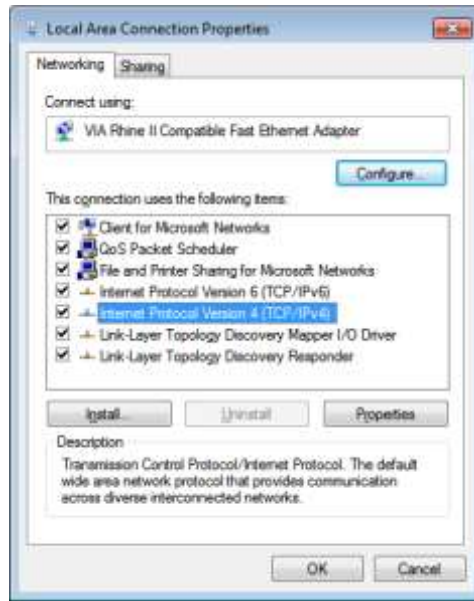 Local Area Connection Properties
Networking
Sharing
Connect using:
VIA Rhine II Compatible Fast Ethernet Adapter
Configure...
This connection uses the following items:
Client for Microsoft Networks
QoS Packet Scheduler
File and Printer Sharing for Microsoft Networks
Internet Protocol Version 6 (TCP/IPv6)
Internet Protocol Version 4 (TCP/IPv4)
Link-Layer Topology Discovery Mapper I/O Driver
Link-Layer Topology Discovery Responder
Install...
Uninstall
Properties
Description
Transmission Control Protocol/Internet Protocol. The default
wide area network protocol that provides communication
across diverse interconnected networks.
OK
Cancel